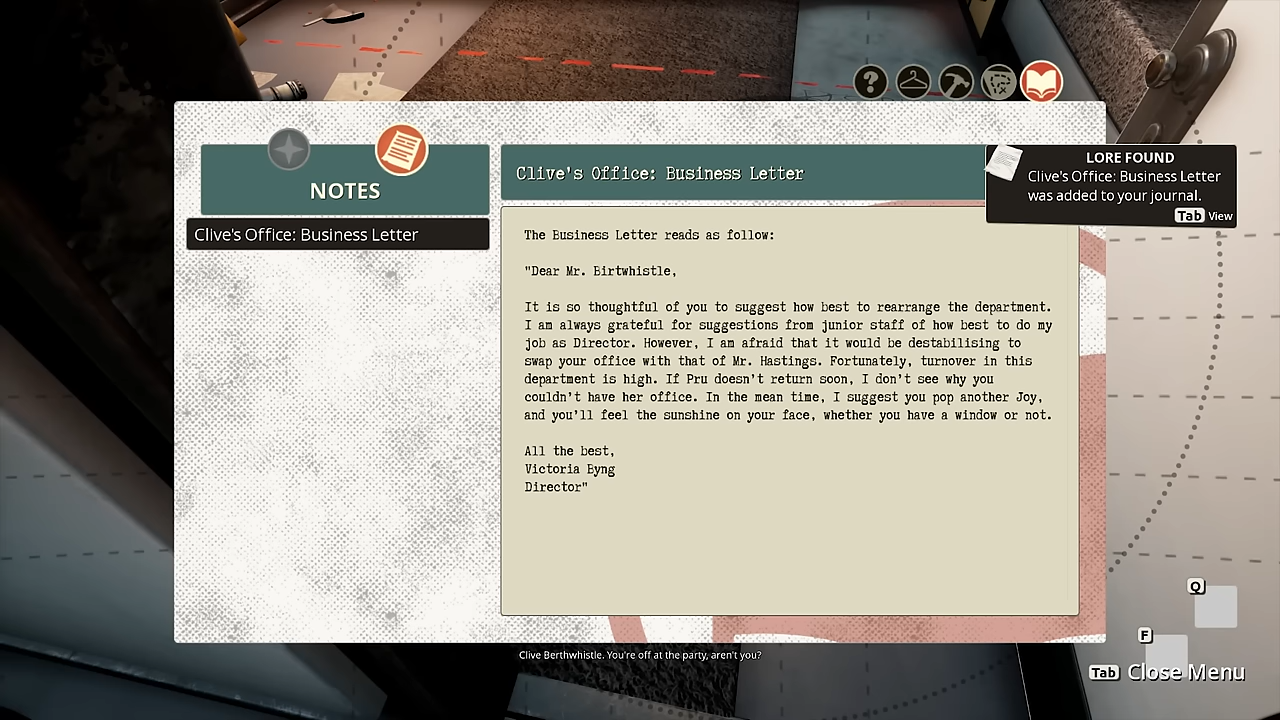 NOTES
Clive's Office: Business Letter
Clive's Office: Business Letter
LORE FOUND
Clive's Office: Business Letter
was added to your journal.
Tab View
The Business Letter reads as follow:
"Dear Mr. Birtwhistle,
It is so thoughtful of you to suggest how best to rearrange the department.
I am always grateful for suggestions from junior staff of how best to do my
job as Director. However, I am afraid that it would be destabilising to
swap your office with that of Mr. Hastings. Fortunately, turnover in this
department is high. If Pru doesn't return soon, I don't see why you
couldn't have her office. In the mean time, I suggest you pop another Joy,
and you'll feel the sunshine on your face, whether you have a window or not.
All the best,
Victoria Byng
Director"
Q
F
Clive Berthwhistle. You're off at the party, aren't you?
Tab Close Menu